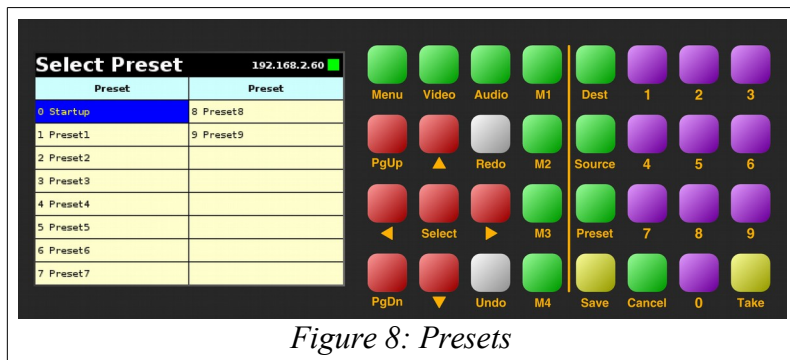 Select Preset 192.168.2.60
Preset Preset
0 Startup 8 Preset8
1 Preset1 9 Preset9
2 Preset2
3 Preset3
4 Preset4
5 Preset5
6 Preset6
7 Preset7
Menu Video Audio M1 Dest 1 2 3
PgUp Redo M2 Source 4 5 6
Select M3 Preset 7 8 9
PgDn Undo M4 Save Cancel 0 Take
Figure 8: Presets